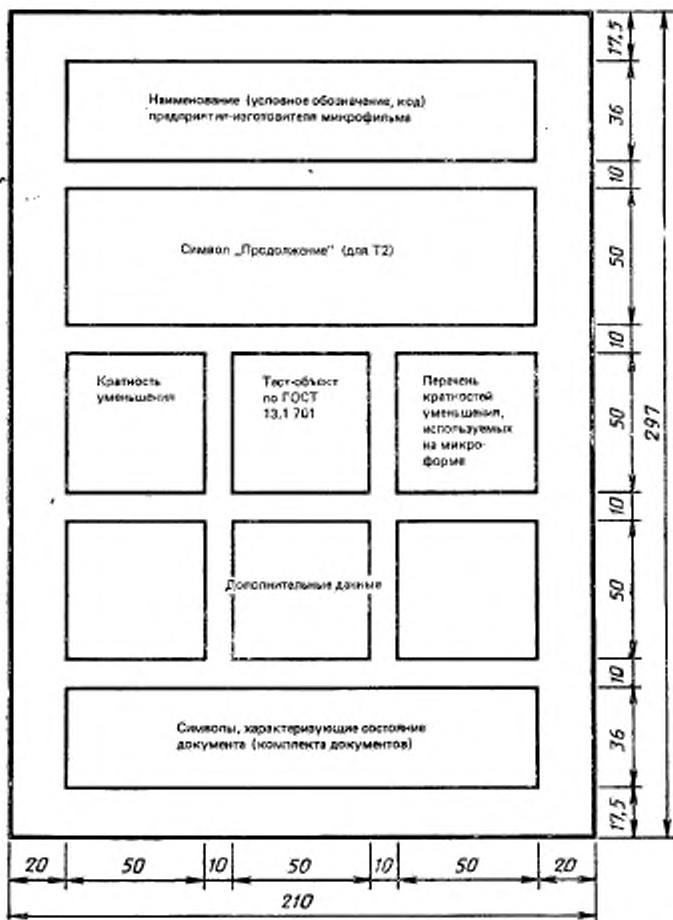 Наименование (условное обозначение, код)
предприятия-изготовителя микрофильма
Символ „Продолжение" (для Т2)
Кратность
уменьшения
Тест-объект
по ГОСТ
13.1 701
Перечень
кратностей
уменьшения,
используемых
на микро-
форме
Дополнительные данные
Символы, характеризующие состояние
документа (комплекта документов)
17,5
36
10
50
10
50
10
50
10
36
17,5
297
20
50
10
50
10
50
20
210